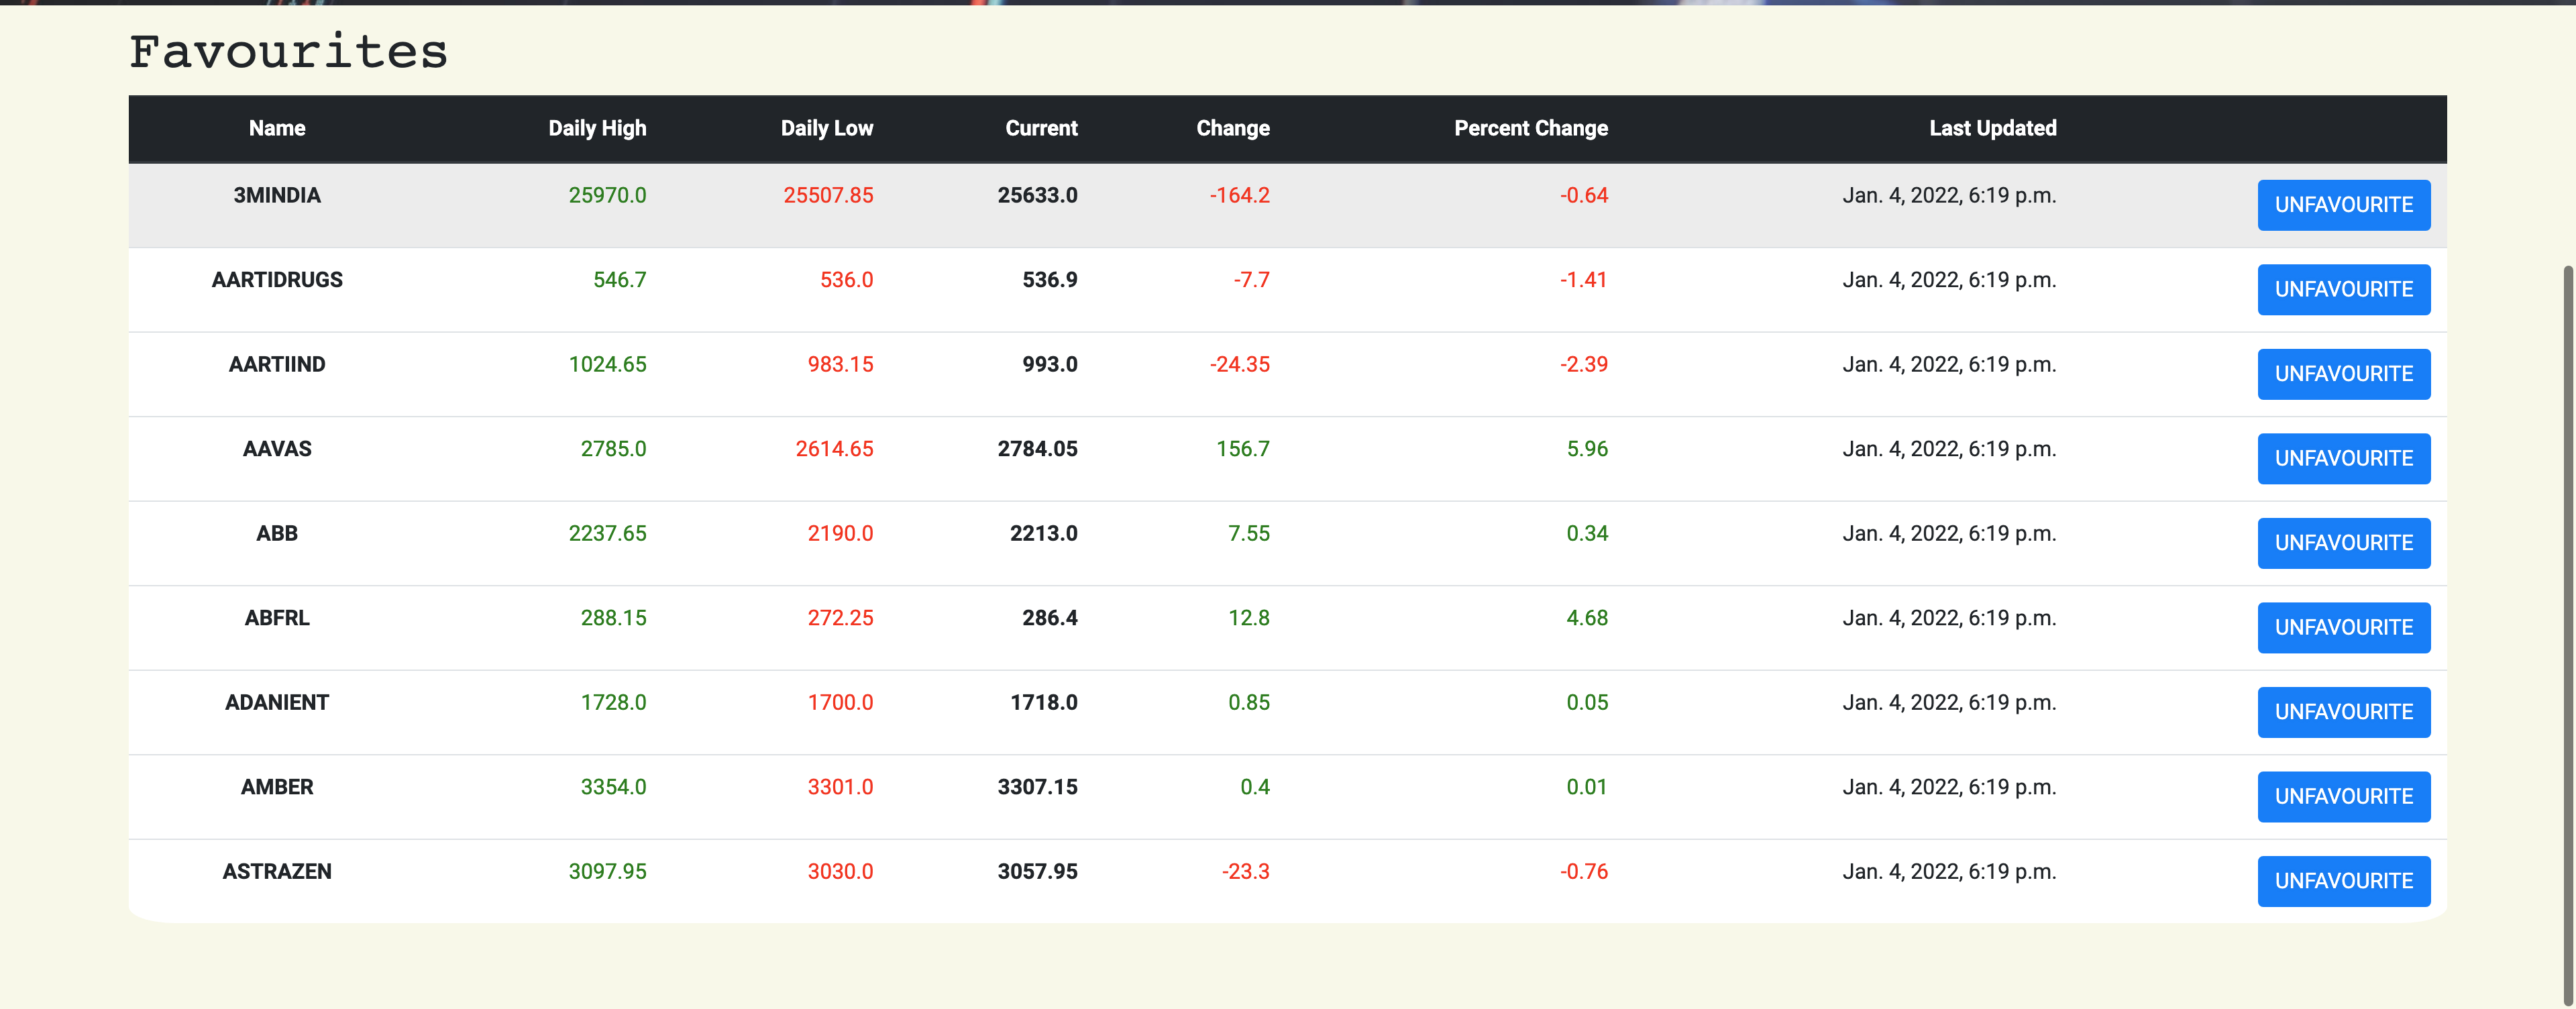 Favourites
Name Daily High Daily Low Current Change Percent Change Last Updated
3MINDIA 25970.0 25507.85 25633.0 -164.2 -0.64 Jan. 4, 2022, 6:19 p.m. UNFAVOURITE
AARTIDRUGS 546.7 536.0 536.9 -7.7 -1.41 Jan. 4, 2022, 6:19 p.m. UNFAVOURITE
AARTIIND 1024.65 983.15 993.0 -24.35 -2.39 Jan. 4, 2022, 6:19 p.m. UNFAVOURITE
AAVAS 2785.0 2614.65 2784.05 156.7 5.96 Jan. 4, 2022, 6:19 p.m. UNFAVOURITE
ABB 2237.65 2190.0 2213.0 7.55 0.34 Jan. 4, 2022, 6:19 p.m. UNFAVOURITE
ABFRL 288.15 272.25 286.4 12.8 4.68 Jan. 4, 2022, 6:19 p.m. UNFAVOURITE
ADANIENT 1728.0 1700.0 1718.0 0.85 0.05 Jan. 4, 2022, 6:19 p.m. UNFAVOURITE
AMBER 3354.0 3301.0 3307.15 0.4 0.01 Jan. 4, 2022, 6:19 p.m. UNFAVOURITE
ASTRAZEN 3097.95 3030.0 3057.95 -23.3 -0.76 Jan. 4, 2022, 6:19 p.m. UNFAVOURITE